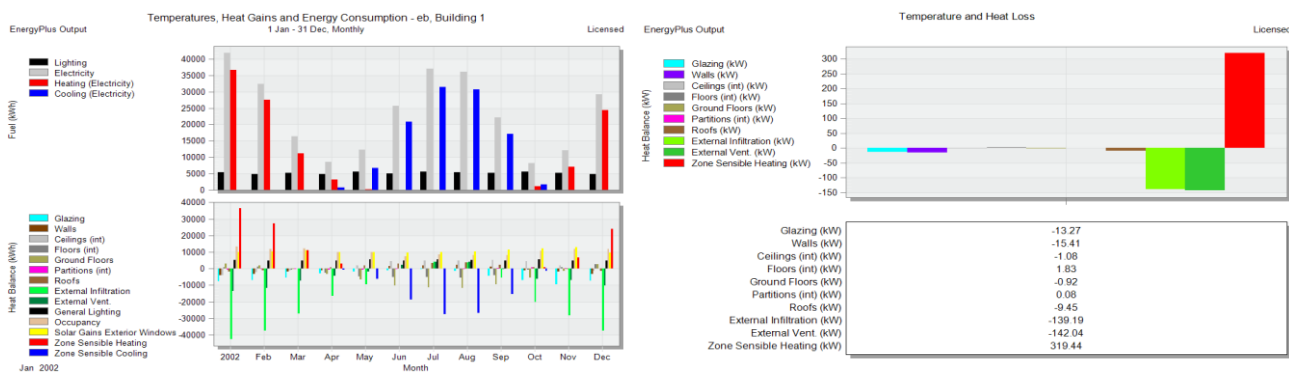 Temperatures, Heat Gains and Energy Consumption - eb, Building 1
EnergyPlus Output
1 Jan - 31 Dec, Monthly
Licensed
Lighting
Electricity
Heating (Electricity)
Cooling (Electricity)
Fuel (kWh)
40000
35000
30000
25000
20000
15000
10000
5000
0
Glazing
Walls
Ceilings (int)
Floors (int)
Ground Floors
Partitions (int)
Roofs
External Infiltration
External Vent.
General Lighting
Occupancy
Solar Gains Exterior Windows
Zone Sensible Heating
Zone Sensible Cooling
Heat Balance (kWh)
40000
30000
20000
10000
0
-10000
-20000
-30000
-40000
2002 Feb Mar Apr May Jun Jul Aug Sep Oct Nov Dec
Jan 2002
Month
Temperature and Heat Loss
EnergyPlus Output
Licensed
Glazing (kW)
Walls (kW)
Ceilings (int) (kW)
Floors (int) (kW)
Ground Floors (kW)
Partitions (int) (kW)
Roofs (kW)
External Infiltration (kW)
External Vent. (kW)
Zone Sensible Heating (kW)
Heat Balance (kW)
300
250
200
150
100
50
0
-50
-100
-150
Glazing (kW) -13.27
Walls (kW) -15.41
Ceilings (int) (kW) -1.08
Floors (int) (kW) 1.83
Ground Floors (kW) -0.92
Partitions (int) (kW) 0.08
Roofs (kW) -9.45
External Infiltration (kW) -139.19
External Vent. (kW) -142.04
Zone Sensible Heating (kW) 319.44